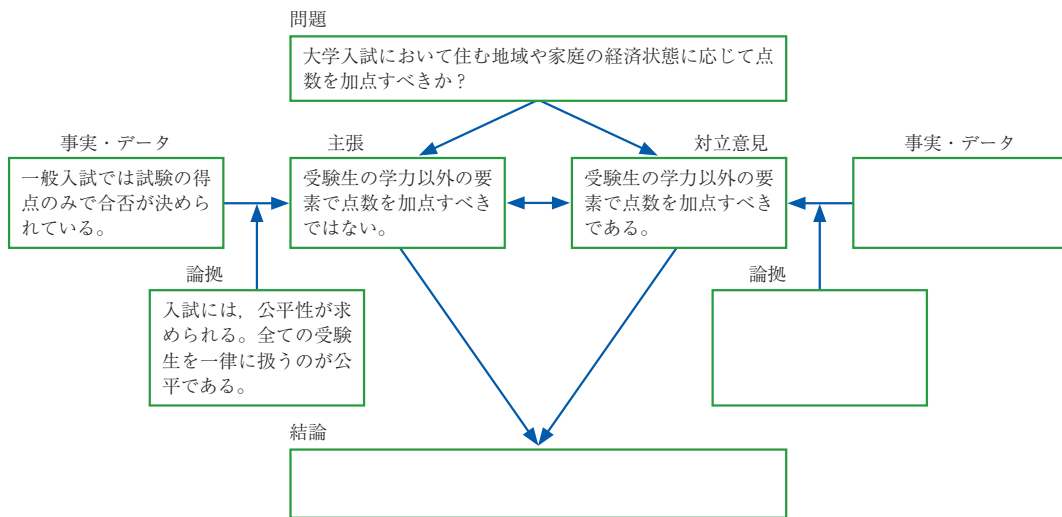 問題
大学入試において住む地域や家庭の経済状態に応じて点
数を加点すべきか？
事実・データ
一般入試では試験の得
点のみで合否が決めら
れている。
主張
受験生の学力以外の要
素で点数を加点すべき
ではない。
対立意見
受験生の学力以外の要
素で点数を加点すべき
である。
事実・データ
論拠
入試には，公平性が求
められる。全ての受験
生を一律に扱うのが公
平である。
論拠
結論